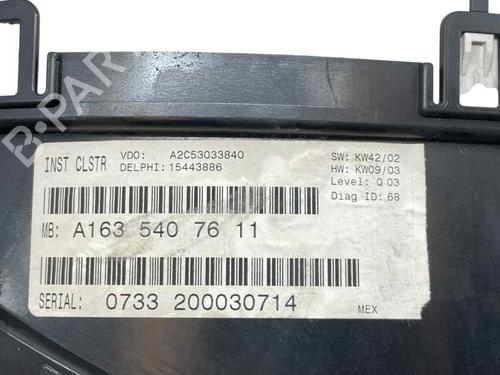 INST CLSTR
VDO: A2C53033840
DELPHI: 15443886
SW: KW42/02
HW: KW09/03
Level: Q 03
Diag ID: 68
MB: A163 540 76 11
SERIAL: 0733 200030714
MEX
B-PARTS